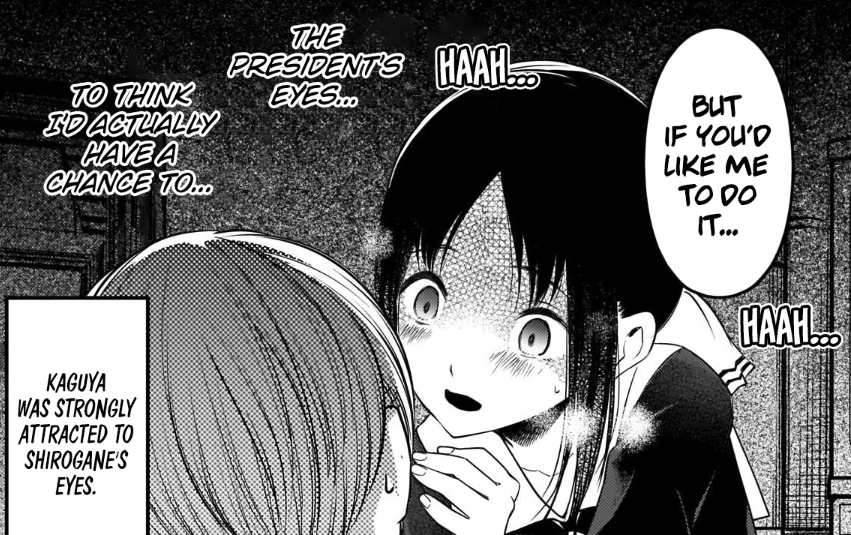 BUT
IF YOU'D
LIKE ME
TO DO
IT...
HAAH...
THE
PRESIDENT'S
EYES...
TO THINK
I'D ACTUALLY
HAVE A
CHANCE TO...
HAAH...
KAGUYA
WAS STRONGLY
ATTRACTED TO
SHIROGANE'S
EYES.